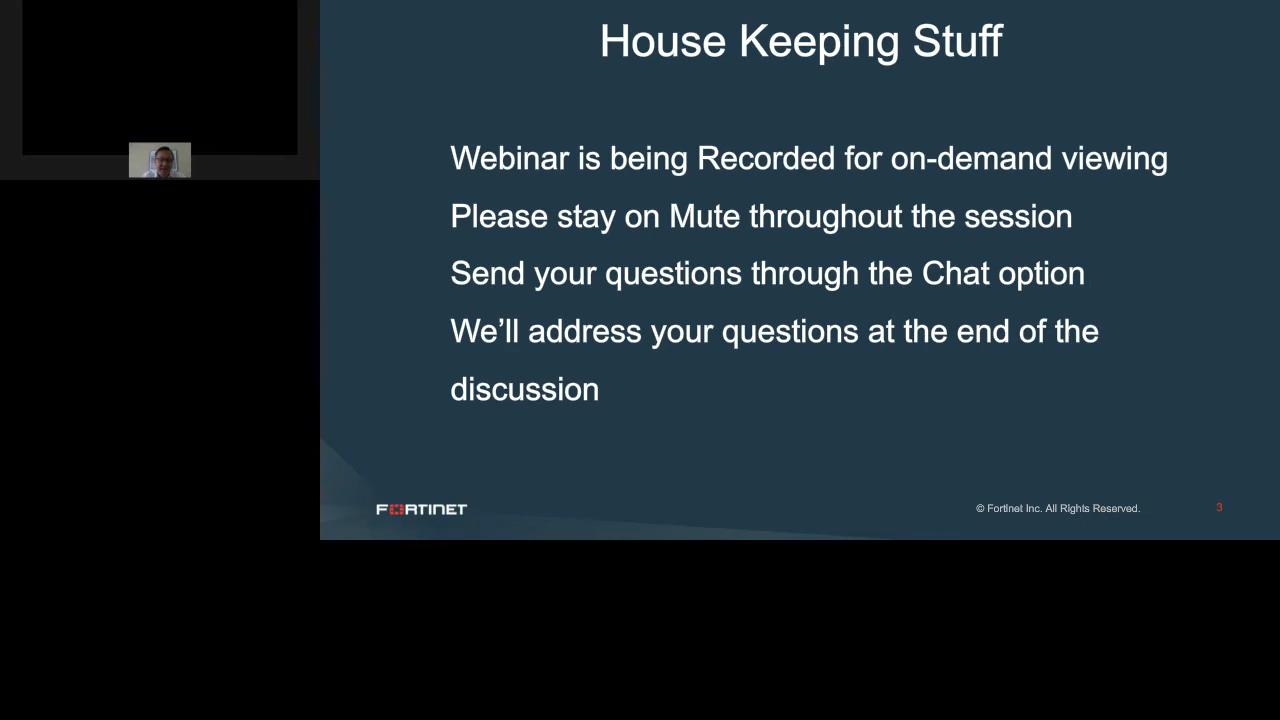 House Keeping Stuff
Webinar is being Recorded for on-demand viewing
Please stay on Mute throughout the session
Send your questions through the Chat option
We’ll address your questions at the end of the
discussion
FORTINET
© Fortinet Inc. All Rights Reserved.
3